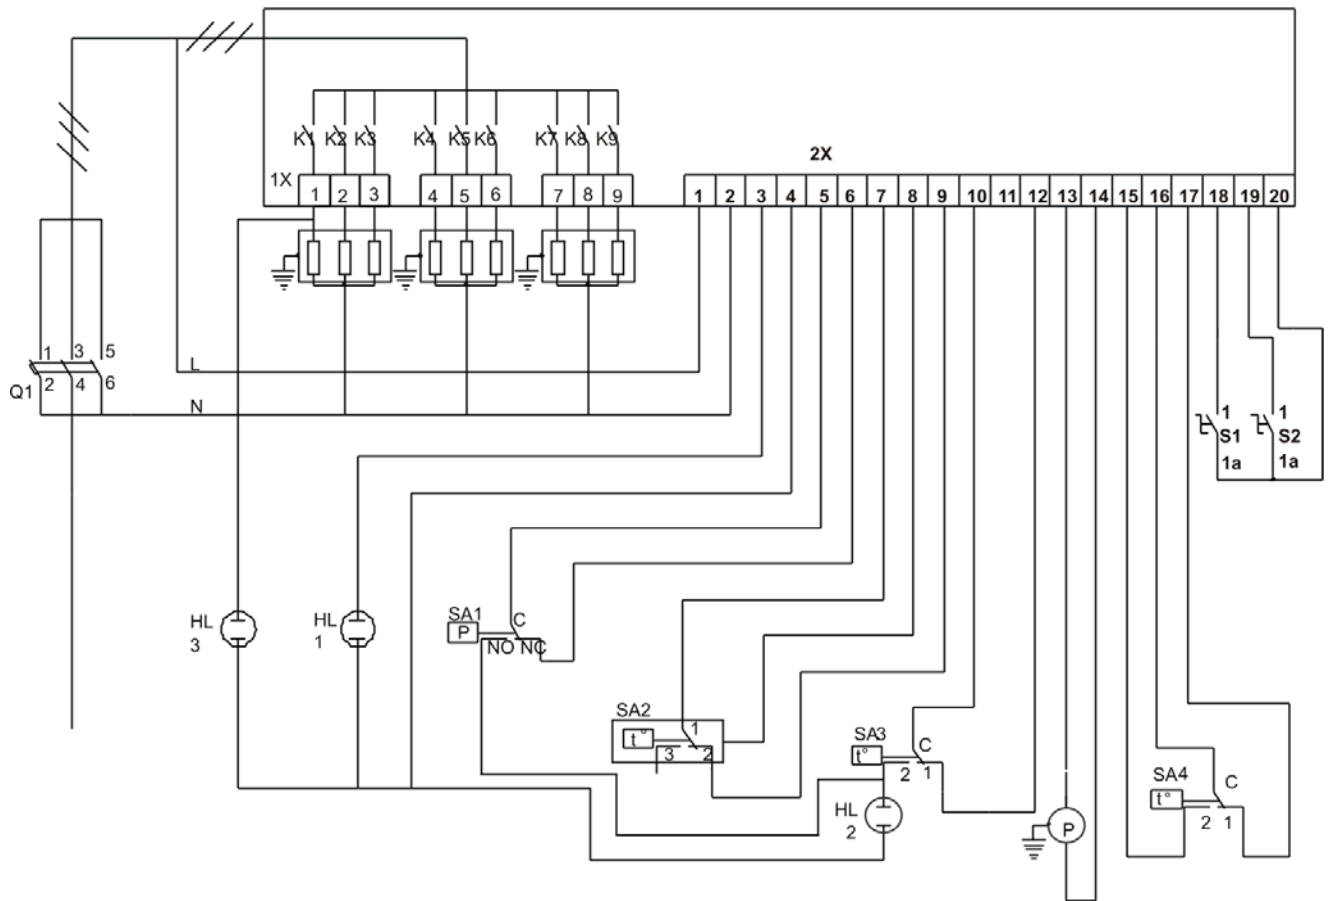 K1 K2 K3 K4 K5 K6 K7 K8 K9
2X
1X 1 2 3 4 5 6 7 8 9
1 2 3 4 5 6 7 8 9 10 11 12 13 14 15 16 17 18 19 20
1 3 5
L
Q1 2 4 6
N
1 1
S1 S2
1a 1a
HL
3
HL
1
SA1 C
P
NO NC
SA2
1
t°
3 2
SA3 C
t°
2 1
HL
2
P
SA4 C
t°
2 1